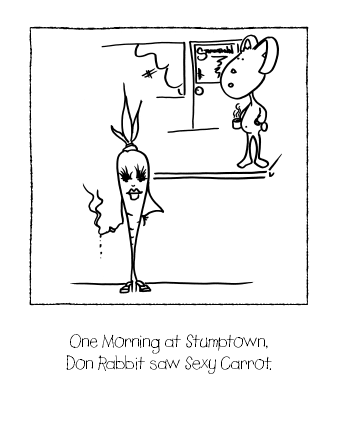 One Morning at Stumptown,
Don Rabbit saw Sexy Carrot.